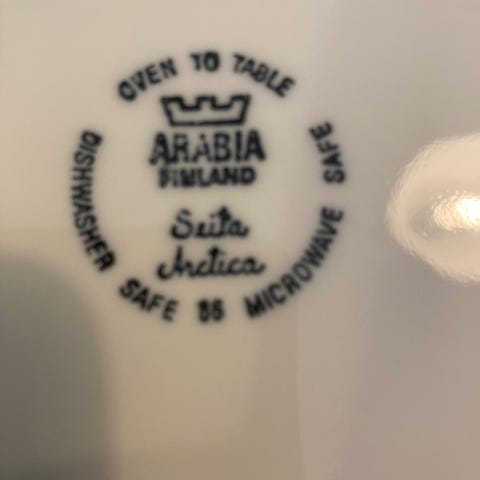 OVEN TO TABLE
ARABIA
FINLAND
Seita
Arctica
DISHWASHER SAFE 86 MICROWAVE SAFE